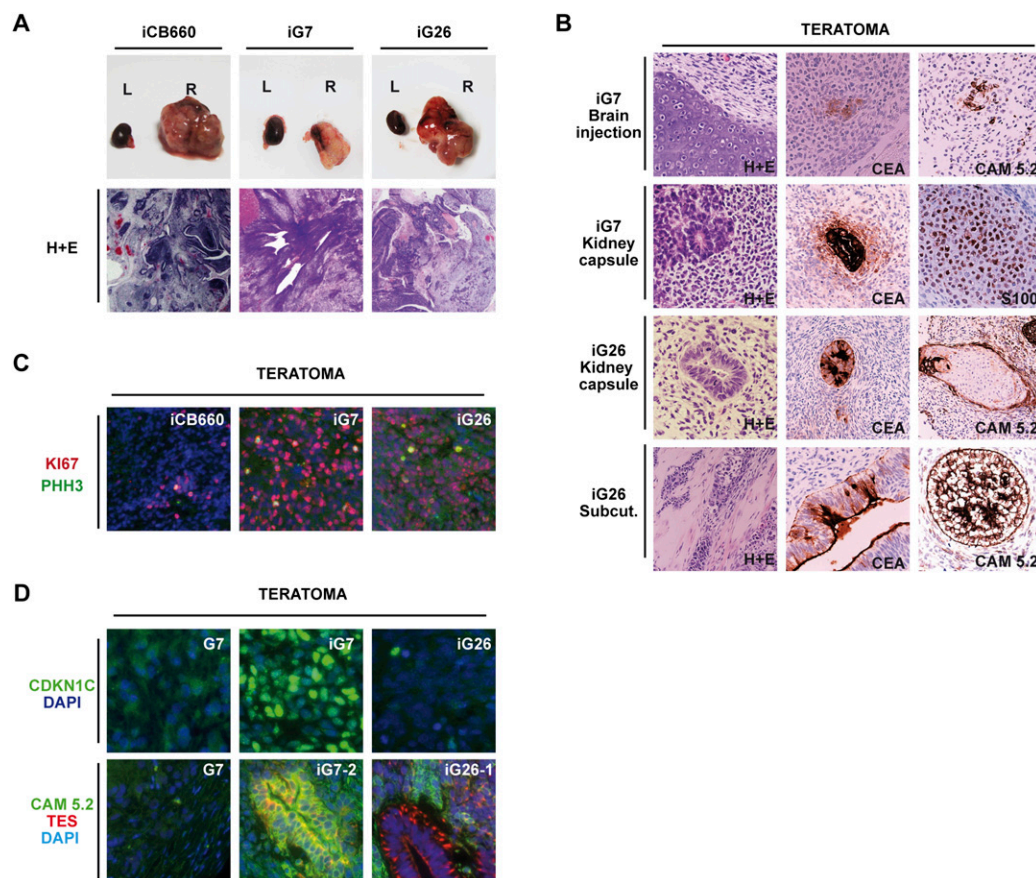 A
iCB660 iG7 iG26
L R L R L R
H+E
B
TERATOMA
iG7
Brain
injection
H+E CEA CAM 5.2
iG7
Kidney
capsule
H+E CEA S100
iG26
Kidney
capsule
H+E CEA CAM 5.2
iG26
Subcut.
H+E CEA CAM 5.2
C
TERATOMA
iCB660 iG7 iG26
KI67
PHH3
D
TERATOMA
G7 iG7 iG26
CDKN1C
DAPI
G7 iG7-2 iG26-1
CAM 5.2
TES
DAPI